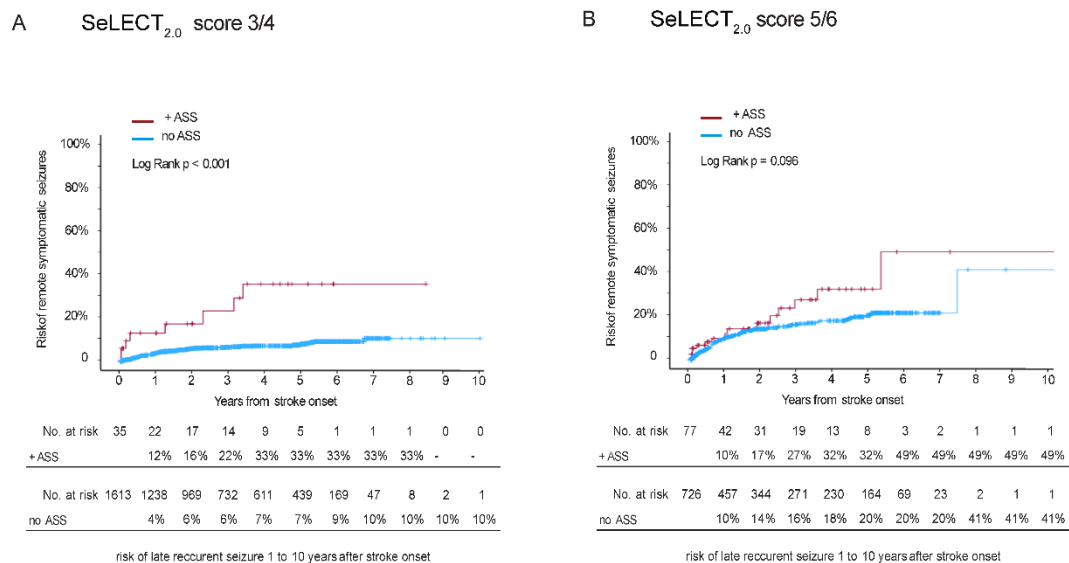 A SeLECT2.0 score 3/4
+ ASS
no ASS
Log Rank p < 0.001
100%
80%
60%
40%
20%
0
Riskof remote symptomatic seizures
0 1 2 3 4 5 6 7 8 9 10
Years from stroke onset
No. at risk 35 22 17 14 9 5 1 1 1 0 0
+ ASS 12% 16% 22% 33% 33% 33% 33% 33% - -
No. at risk 1613 1238 969 732 611 439 169 47 8 2 1
no ASS 4% 6% 6% 7% 7% 9% 10% 10% 10% 10%
risk of late reccurent seizure 1 to 10 years after stroke onset
B SeLECT2.0 score 5/6
+ ASS
no ASS
Log Rank p = 0.096
100%
80%
60%
40%
20%
0
Riskof remote symptomatic seizures
0 1 2 3 4 5 6 7 8 9 10
Years from stroke onset
No. at risk 77 42 31 19 13 8 3 2 1 1 1
+ ASS 10% 17% 27% 32% 32% 49% 49% 49% 49% 49%
No. at risk 726 457 344 271 230 164 69 23 2 1 1
no ASS 10% 14% 16% 18% 20% 20% 20% 41% 41% 41%
risk of late reccurent seizure 1 to 10 years after stroke onset